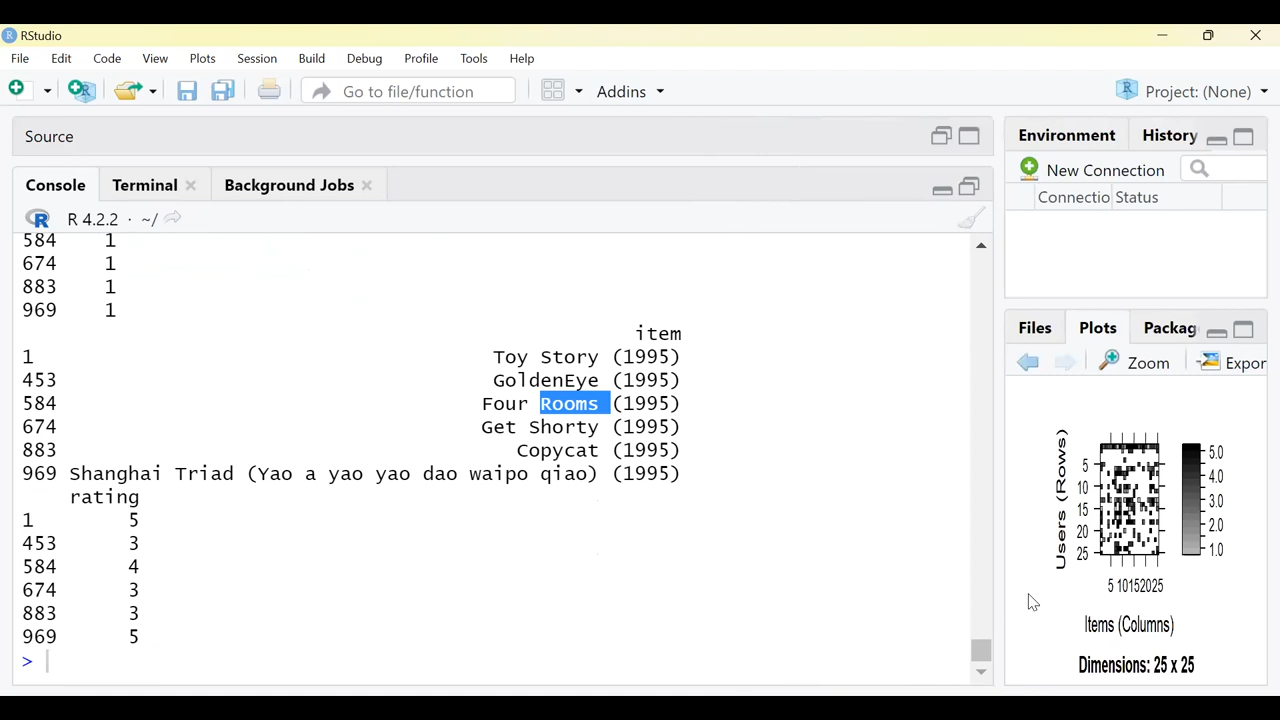 RStudio
File Edit Code View Plots Session Build Debug Profile Tools Help
Go to file/function Addins Project: (None)
Source
Console Terminal Background Jobs
R 4.2.2 · ~/
584 1
674 1
883 1
969 1
item
1 Toy Story (1995)
453 GoldenEye (1995)
584 Four Rooms (1995)
674 Get Shorty (1995)
883 Copycat (1995)
969 Shanghai Triad (Yao a yao yao dao waipo qiao) (1995)
rating
1 5
453 3
584 4
674 3
883 3
969 5
>
Environment History
New Connection
Connectio Status
Files Plots Packag
Zoom Expor
Users (Rows)
5
10
15
20
25
5.0
4.0
3.0
2.0
1.0
5 10152025
Items (Columns)
Dimensions: 25 x 25